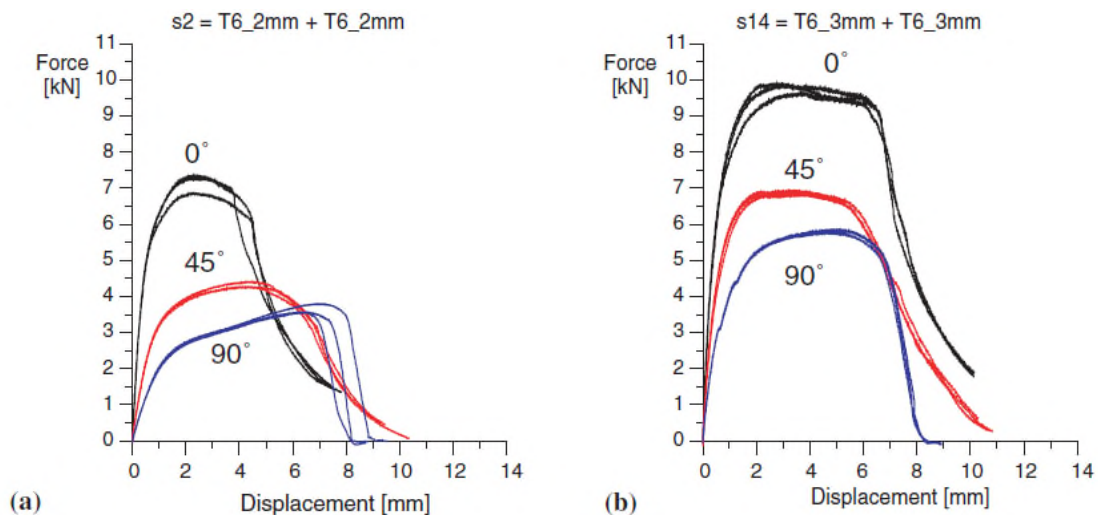 s2 = T6_2mm + T6_2mm
Force
[kN]
11
10
9
8
7
6
5
4
3
2
1
0
0°
45°
90°
0 2 4 6 8 10 12 14
(a)
Displacement [mm]
s14 = T6_3mm + T6_3mm
Force
[kN]
11
10
9
8
7
6
5
4
3
2
1
0
0°
45°
90°
0 2 4 6 8 10 12 14
(b)
Displacement [mm]